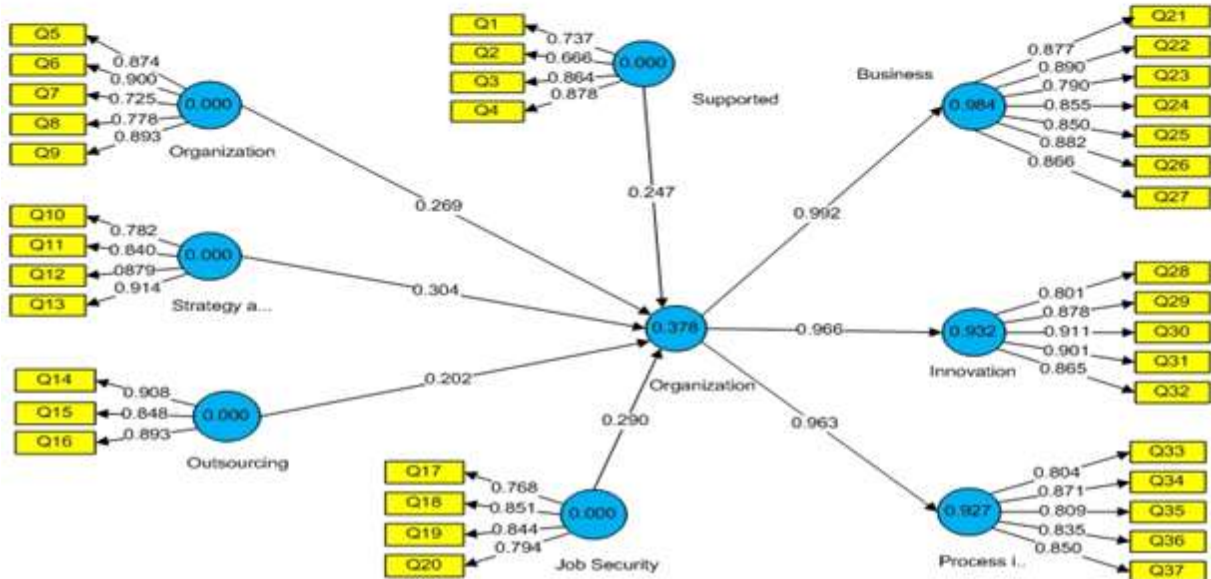 Q5
Q6
Q7
Q8
Q9
0.874
0.900
0.725
0.778
0.893
0.000
Organization
0.269
Q1
Q2
Q3
Q4
0.737
0.666
0.864
0.878
0.000
Supported
0.247
Business
0.984
0.877
0.890
0.790
0.855
0.850
0.882
0.866
Q21
Q22
Q23
Q24
Q25
Q26
Q27
0.992
Q10
Q11
Q12
Q13
0.782
0.840
0879
0.914
0.000
Strategy a...
0.304
0.378
Organization
0.966
0.932
Innovation
0.801
0.878
0.911
0.901
0.865
Q28
Q29
Q30
Q31
Q32
Q14
Q15
Q16
0.908
0.848
0.893
0.000
Outsourcing
0.202
0.290
Q17
Q18
Q19
Q20
0.768
0.851
0.844
0.794
0.000
Job Security
0.963
0.927
Process i..
0.804
0.871
0.809
0.835
0.850
Q33
Q34
Q35
Q36
Q37